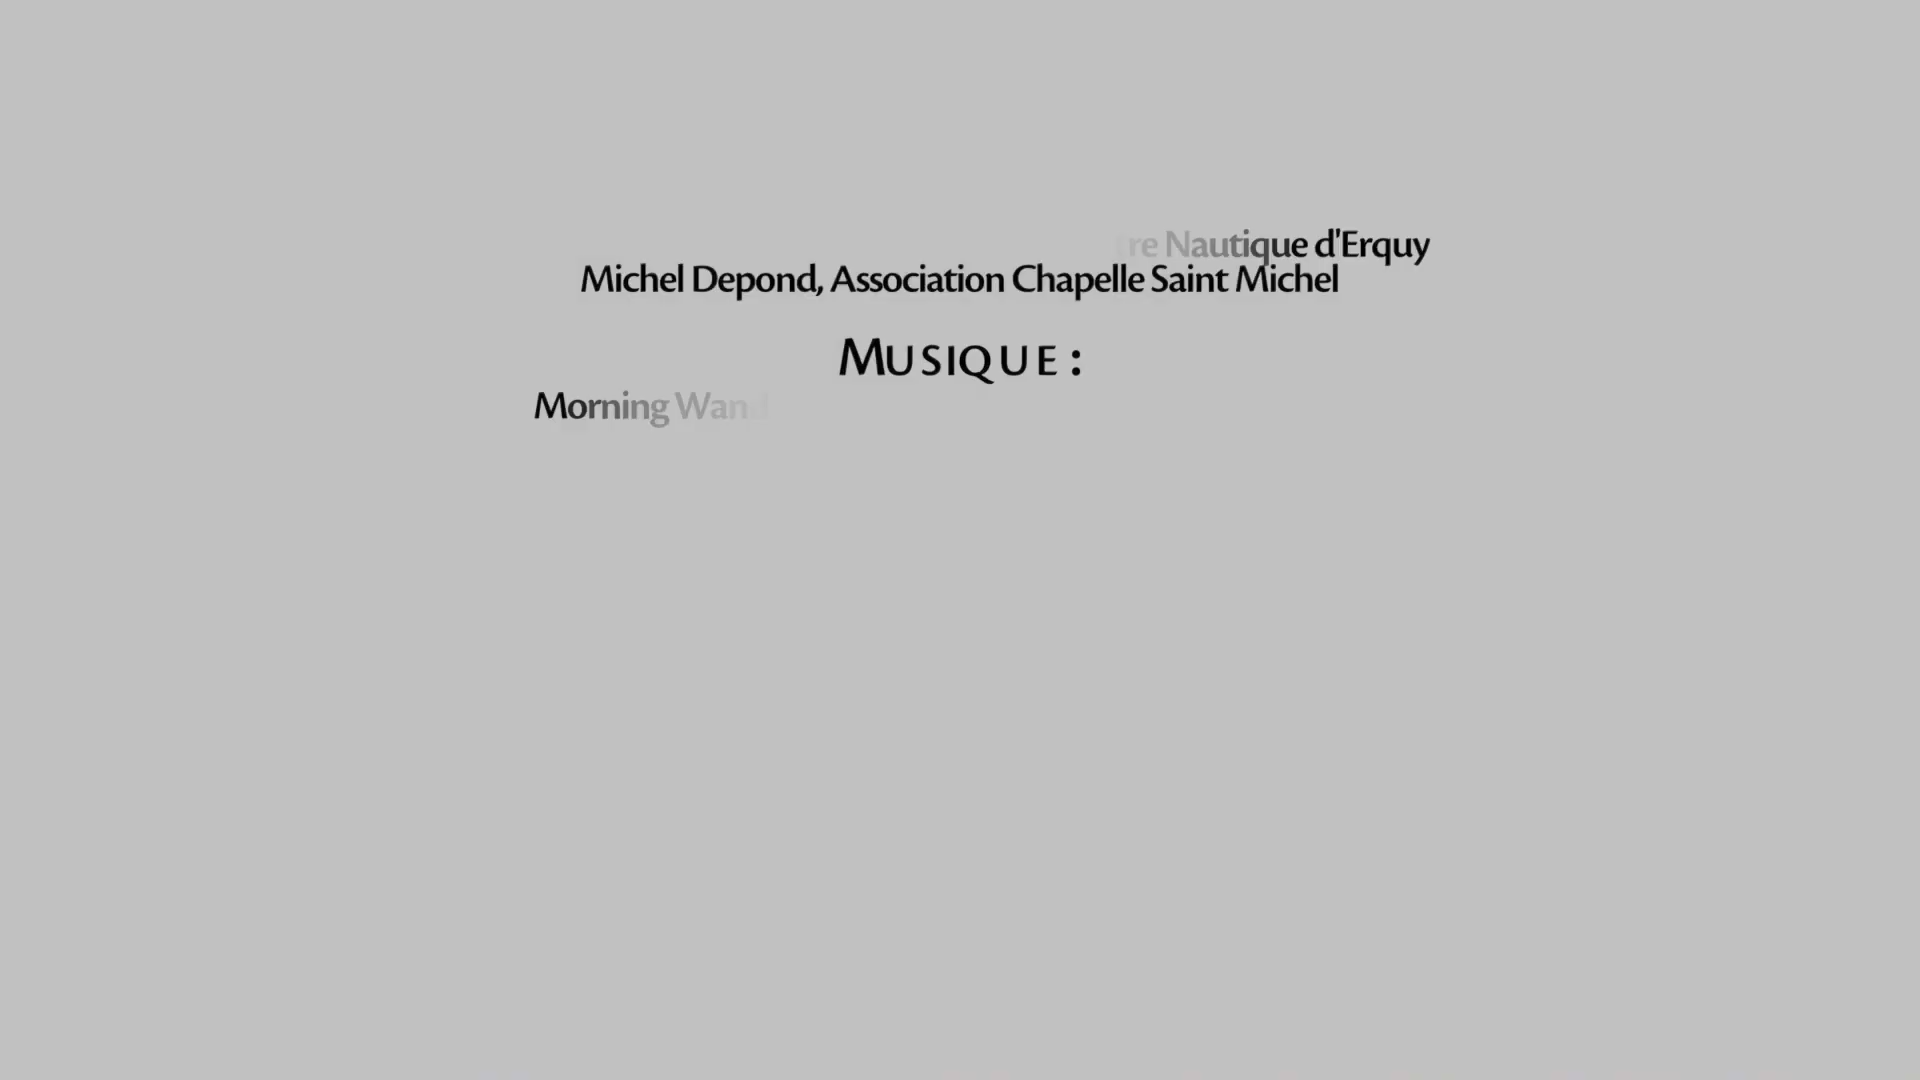 Nautique d'Erquy
Michel Depond, Association Chapelle Saint Michel
MUSIQUE :
Morning